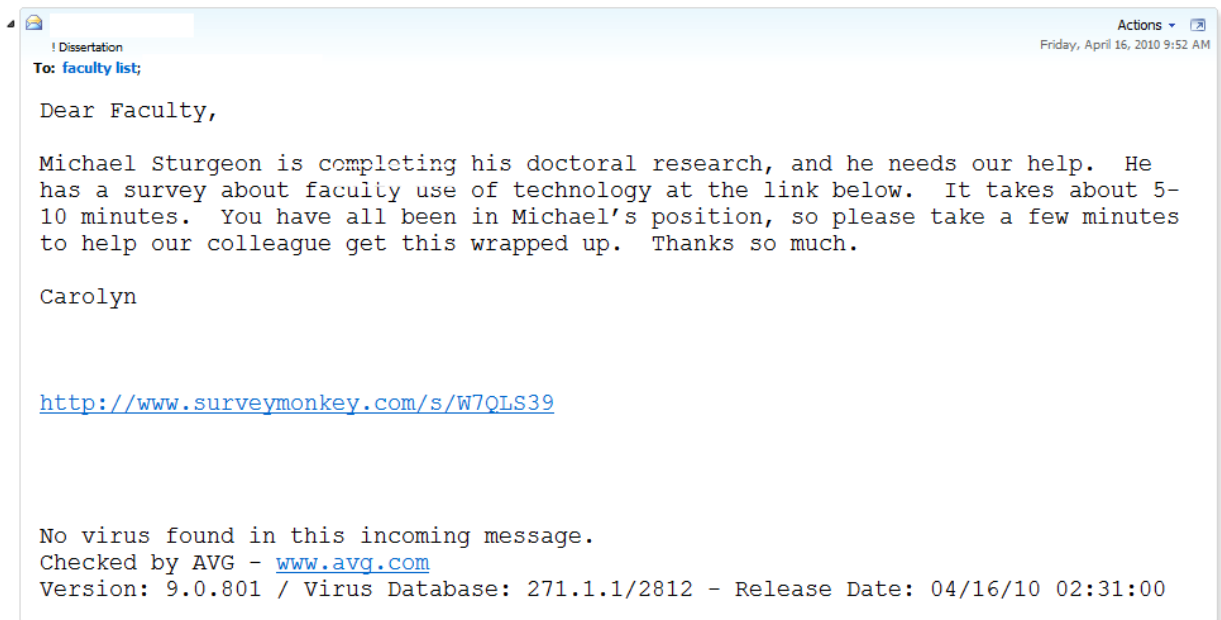 Actions
! Dissertation
Friday, April 16, 2010 9:52 AM
To: faculty list;
Dear Faculty,
Michael Sturgeon is completing his doctoral research, and he needs our help. He
has a survey about faculty use of technology at the link below. It takes about 5-
10 minutes. You have all been in Michael's position, so please take a few minutes
to help our colleague get this wrapped up. Thanks so much.
Carolyn
http://www.surveymonkey.com/s/W7QLS39
No virus found in this incoming message.
Checked by AVG - www.avg.com
Version: 9.0.801 / Virus Database: 271.1.1/2812 - Release Date: 04/16/10 02:31:00